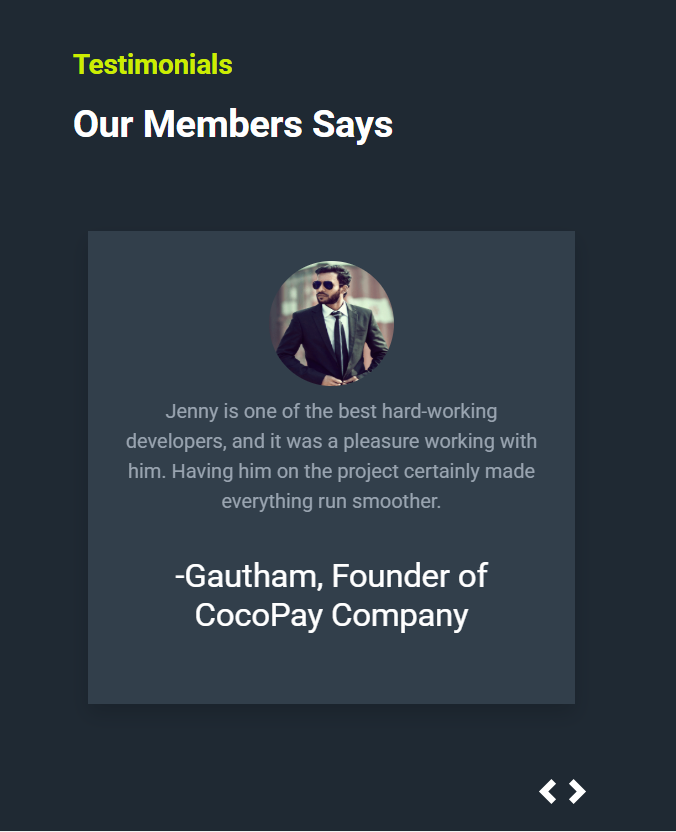 Testimonials
Our Members Says
Jenny is one of the best hard-working
developers, and it was a pleasure working with
him. Having him on the project certainly made
everything run smoother.
-Gautham, Founder of
CocoPay Company